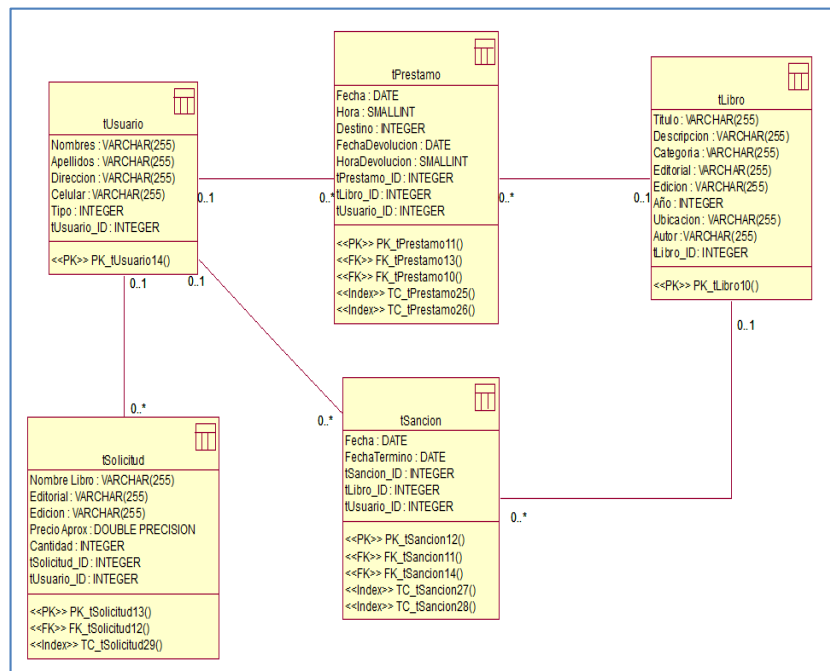 tUsuario
Nombres : VARCHAR(255)
Apellidos : VARCHAR(255)
Direccion : VARCHAR(255)
Celular : VARCHAR(255)
Tipo : INTEGER
tUsuario_ID : INTEGER
<<PK>> PK_tUsuario14()
0..1
0..*
0..1
0..1
tPrestamo
Fecha : DATE
Hora : SMALLINT
Destino : INTEGER
FechaDevolucion : DATE
HoraDevolucion : SMALLINT
tPrestamo_ID : INTEGER
tLibro_ID : INTEGER
tUsuario_ID : INTEGER
<<PK>> PK_tPrestamo11()
<<FK>> FK_tPrestamo13()
<<FK>> FK_tPrestamo10()
<<Index>> TC_tPrestamo25()
<<Index>> TC_tPrestamo26()
0..*
0..1
tLibro
Titulo : VARCHAR(255)
Descripcion : VARCHAR(255)
Categoria : VARCHAR(255)
Editorial : VARCHAR(255)
Edicion : VARCHAR(255)
Año : INTEGER
Ubicacion : VARCHAR(255)
Autor : VARCHAR(255)
tLibro_ID : INTEGER
<<PK>> PK_tLibro10()
0..1
0..*
tSolicitud
Nombre Libro : VARCHAR(255)
Editorial : VARCHAR(255)
Edicion : VARCHAR(255)
Precio Aprox : DOUBLE PRECISION
Cantidad : INTEGER
tSolicitud_ID : INTEGER
tUsuario_ID : INTEGER
<<PK>> PK_tSolicitud13()
<<FK>> FK_tSolicitud12()
<<Index>> TC_tSolicitud29()
0..*
tSancion
Fecha : DATE
FechaTermino : DATE
tSancion_ID : INTEGER
tLibro_ID : INTEGER
tUsuario_ID : INTEGER
<<PK>> PK_tSancion12()
<<FK>> FK_tSancion11()
<<FK>> FK_tSancion14()
<<Index>> TC_tSancion27()
<<Index>> TC_tSancion28()
0..*